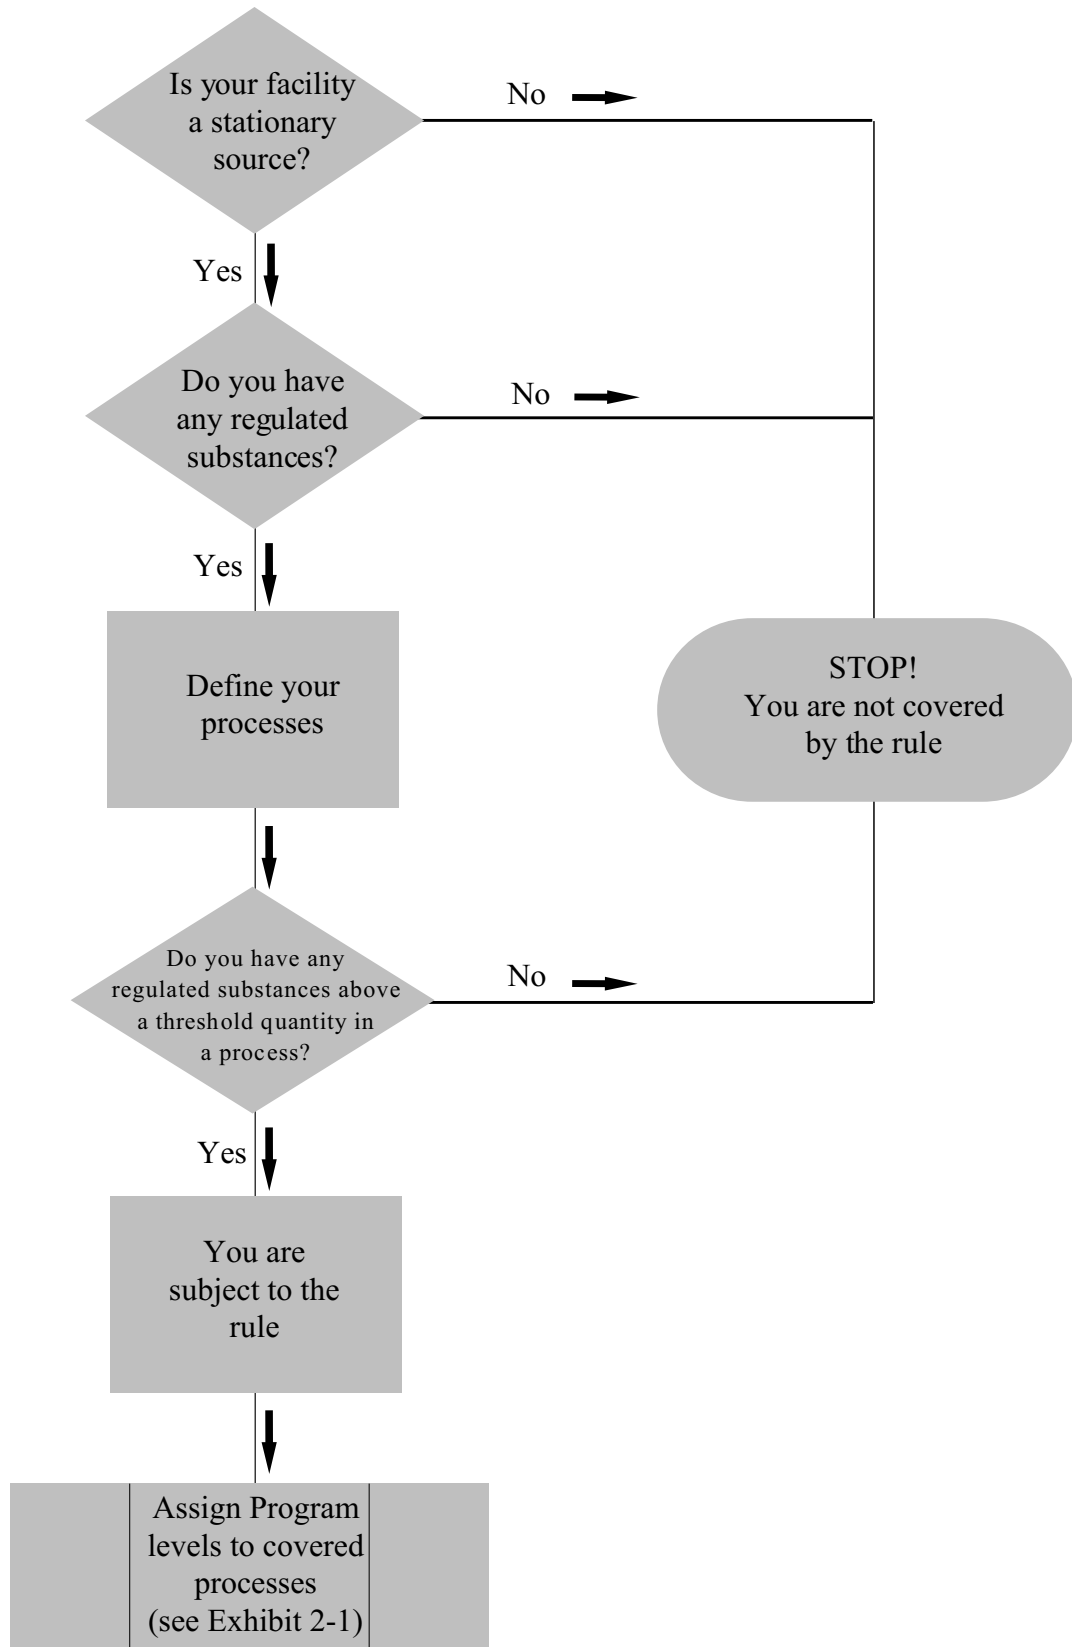 Is your facility
a stationary
source?
No
Yes
Do you have
any regulated
substances?
No
Yes
Define your
processes
STOP!
You are not covered
by the rule
Do you have any
regulated substances above
a threshold quantity in
a process?
No
Yes
You are
subject to the
rule
Assign Program
levels to covered
processes
(see Exhibit 2-1)